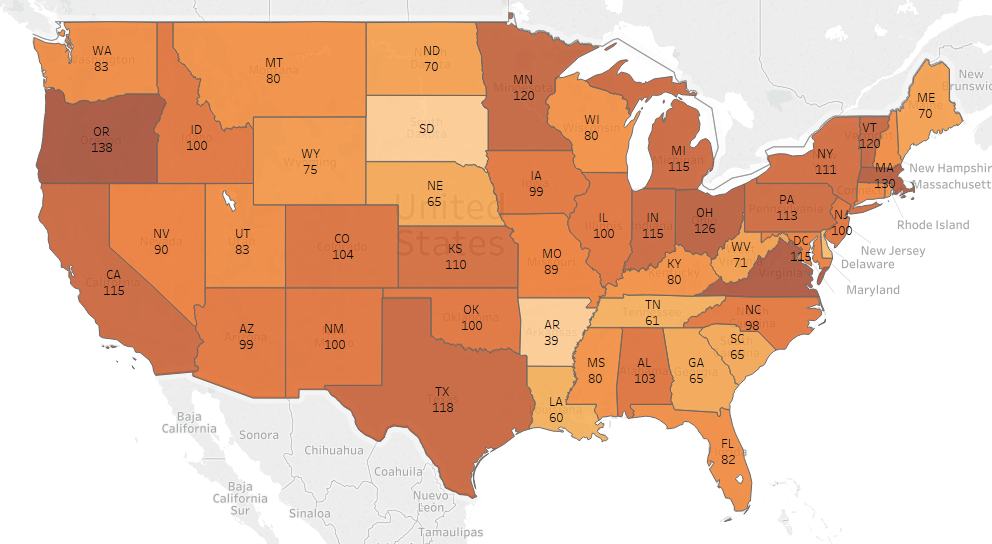 WA
83
MT
80
ND
70
MN
120
OR
138
ID
100
WY
75
SD
WI
80
MI
115
ME
70
New
Brunswick
VT
120
NY
111
MA
130
New Hampshire
Massachusetts
NE
65
IA
99
United
States
NV
90
UT
83
CO
104
KS
110
MO
89
IL
100
IN
115
OH
126
PA
113
NJ
100
Rhode Island
New Jersey
Delaware
Maryland
WV
71
DC
115
Virginia
KY
80
CA
115
AZ
99
NM
100
OK
100
AR
39
TN
61
NC
98
SC
65
MS
80
AL
103
GA
65
TX
118
LA
60
FL
82
Baja
California
Sonora
Chihuahua
Coahuila
Baja
California
Sur
Sinaloa
Nuevo
León
Tamaulipas